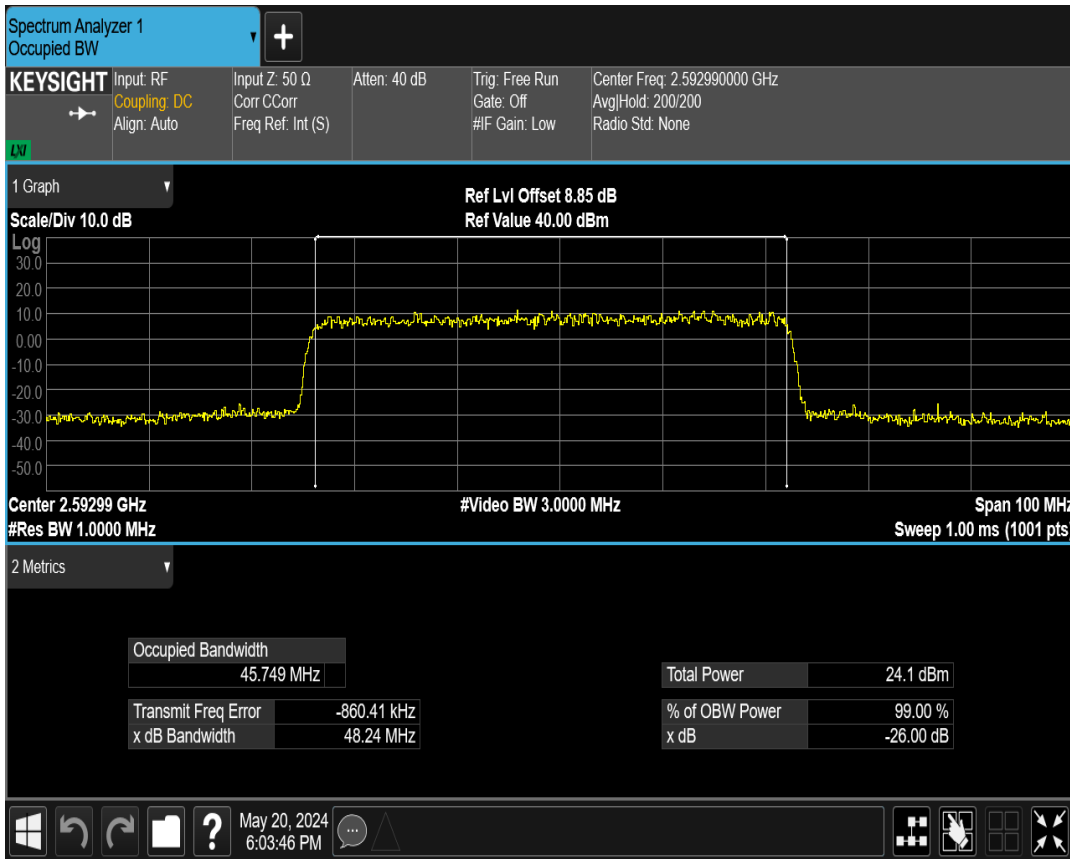 Spectrum Analyzer 1
Occupied BW
KEYSIGHT
LXI
Input: RF
Coupling: DC
Align: Auto
Input Z: 50 Ω
Corr CCorr
Freq Ref: Int (S)
Atten: 40 dB
Trig: Free Run
Gate: Off
#IF Gain: Low
Center Freq: 2.592990000 GHz
Avg|Hold: 200/200
Radio Std: None
1 Graph
Scale/Div 10.0 dB
Ref Lvl Offset 8.85 dB
Ref Value 40.00 dBm
Log
30.0
20.0
10.0
0.00
-10.0
-20.0
-30.0
-40.0
-50.0
Center 2.59299 GHz
#Video BW 3.0000 MHz
Span 100 MHz
#Res BW 1.0000 MHz
Sweep 1.00 ms (1001 pts)
2 Metrics
Occupied Bandwidth
45.749 MHz
Total Power 24.1 dBm
Transmit Freq Error -860.41 kHz
% of OBW Power 99.00 %
x dB Bandwidth 48.24 MHz
x dB -26.00 dB
May 20, 2024
6:03:46 PM